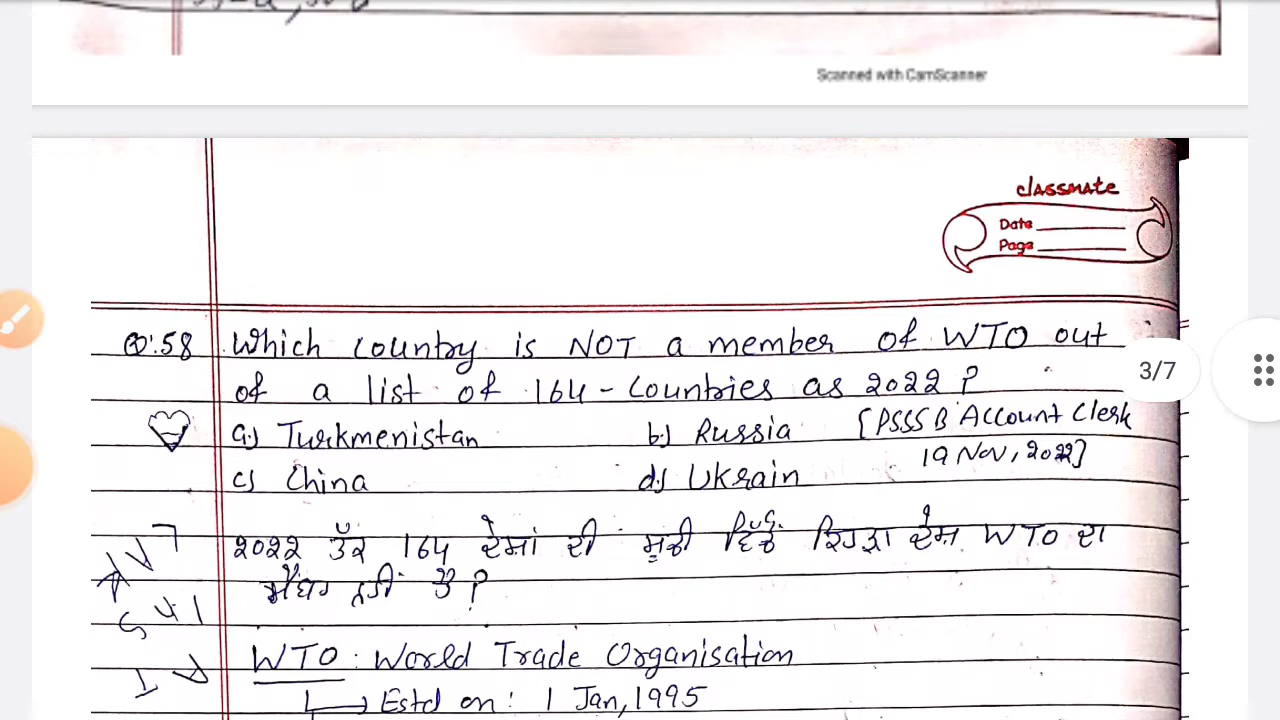 Scanned with CamScanner
classmate
Date
Page
Q.58 Which country is NOT a member of WTO out
of a list of 164-Countries as 2022?
3/7
a) Turkmenistan b) Russia [PSSSB Account Clerk
19 Nov, 2022]
c) China d) Ukrain
2022 ਤੱਕ 164 ਦੇਸਾਂ ਦੀ ਸੂਚੀ ਵਿੱਚੋਂ ਕਿਹੜਾ ਦੇਸ WTO ਦਾ
ਮੈਂਬਰ ਨਹੀਂ ਹੈ?
WTO: World Trade Organisation
Estd on: 1 Jan, 1995